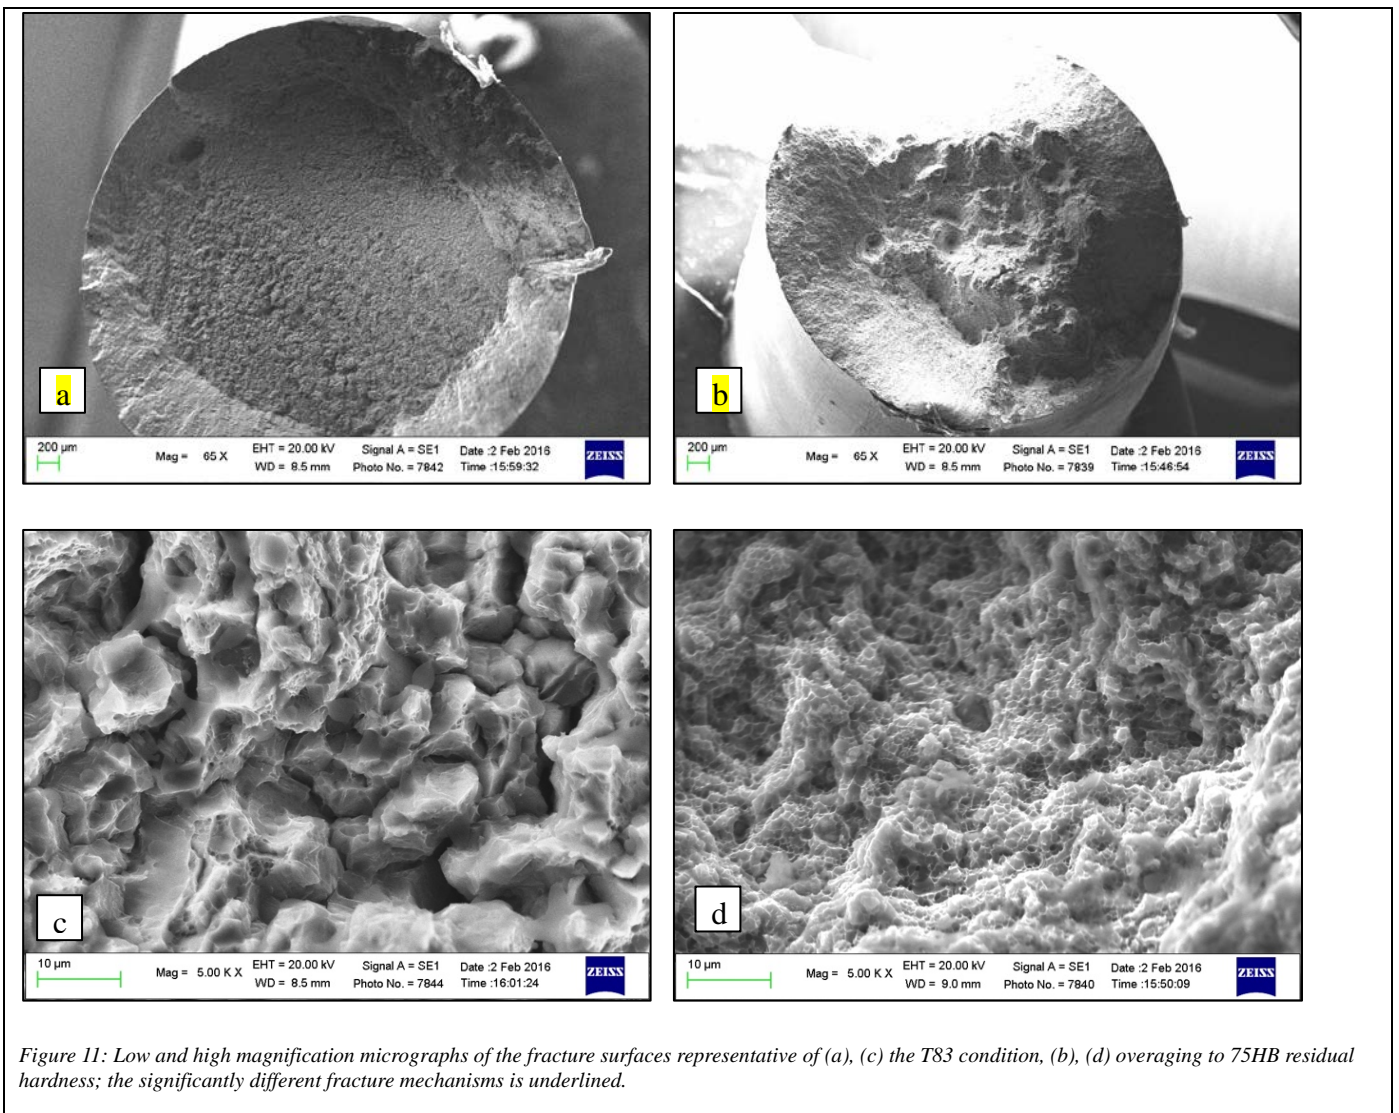 a
200 µm
Mag = 65 X
EHT = 20.00 kV
WD = 8.5 mm
Signal A = SE1
Photo No. = 7842
Date :2 Feb 2016
Time :15:59:32
ZEISS
b
200 µm
Mag = 65 X
EHT = 20.00 kV
WD = 8.5 mm
Signal A = SE1
Photo No. = 7839
Date :2 Feb 2016
Time :15:46:54
ZEISS
c
10 µm
Mag = 5.00 K X
EHT = 20.00 kV
WD = 8.5 mm
Signal A = SE1
Photo No. = 7844
Date :2 Feb 2016
Time :16:01:24
ZEISS
d
10 µm
Mag = 5.00 K X
EHT = 20.00 kV
WD = 9.0 mm
Signal A = SE1
Photo No. = 7840
Date :2 Feb 2016
Time :15:50:09
ZEISS
Figure 11: Low and high magnification micrographs of the fracture surfaces representative of (a), (c) the T83 condition, (b), (d) overaging to 75HB residual
hardness; the significantly different fracture mechanisms is underlined.